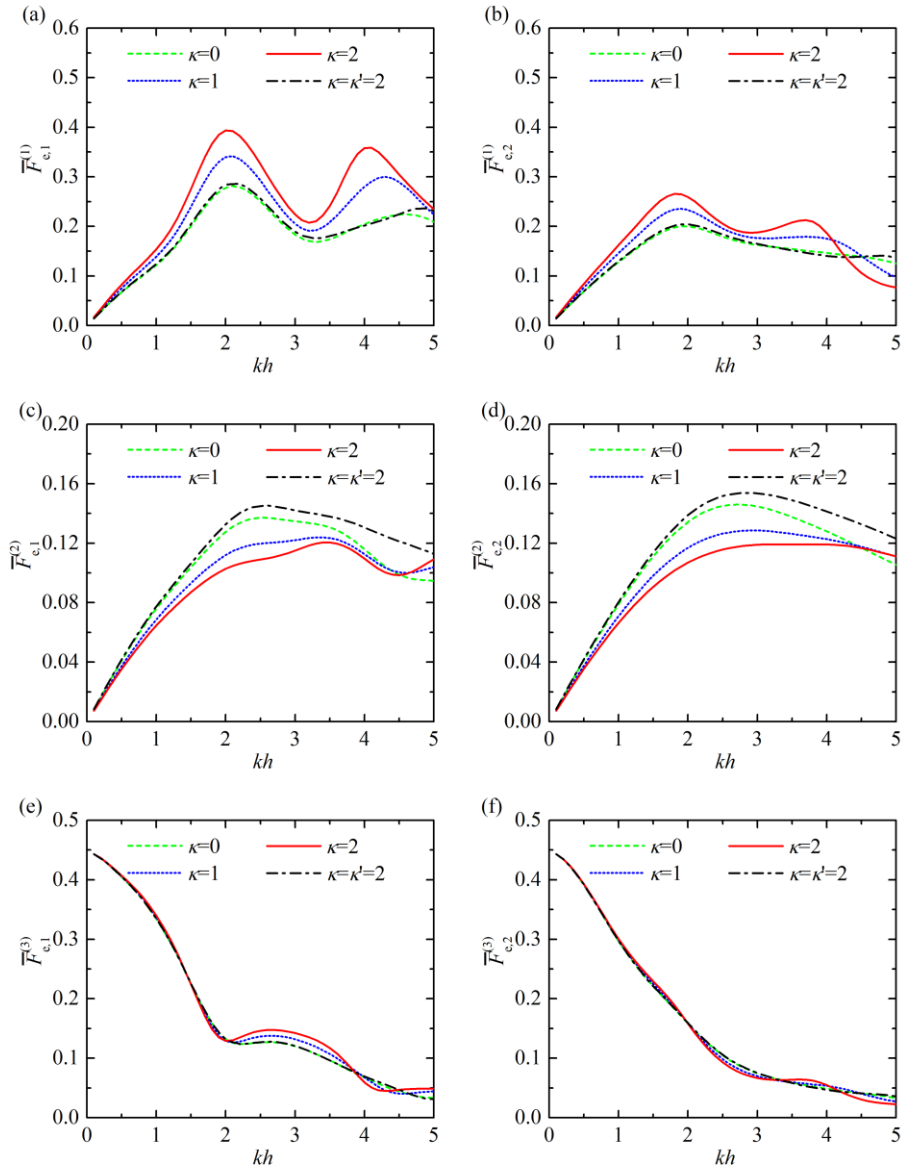 (a)
0.6
0.5
0.4
0.3
0.2
0.1
0.0
F̅ₑ,₁⁽¹⁾
κ=0
κ=2
κ=1
κ=κ'=2
0 1 2 3 4 5
kh
(b)
0.6
0.5
0.4
0.3
0.2
0.1
0.0
F̅ₑ,₂⁽¹⁾
κ=0
κ=2
κ=1
κ=κ'=2
0 1 2 3 4 5
kh
(c)
0.20
0.16
0.12
0.08
0.04
0.00
F̅ₑ,₁⁽²⁾
κ=0
κ=2
κ=1
κ=κ'=2
0 1 2 3 4 5
kh
(d)
0.20
0.16
0.12
0.08
0.04
0.00
F̅ₑ,₂⁽²⁾
κ=0
κ=2
κ=1
κ=κ'=2
0 1 2 3 4 5
kh
(e)
0.5
0.4
0.3
0.2
0.1
0.0
F̅ₑ,₁⁽³⁾
κ=0
κ=2
κ=1
κ=κ'=2
0 1 2 3 4 5
kh
(f)
0.5
0.4
0.3
0.2
0.1
0.0
F̅ₑ,₂⁽³⁾
κ=0
κ=2
κ=1
κ=κ'=2
0 1 2 3 4 5
kh